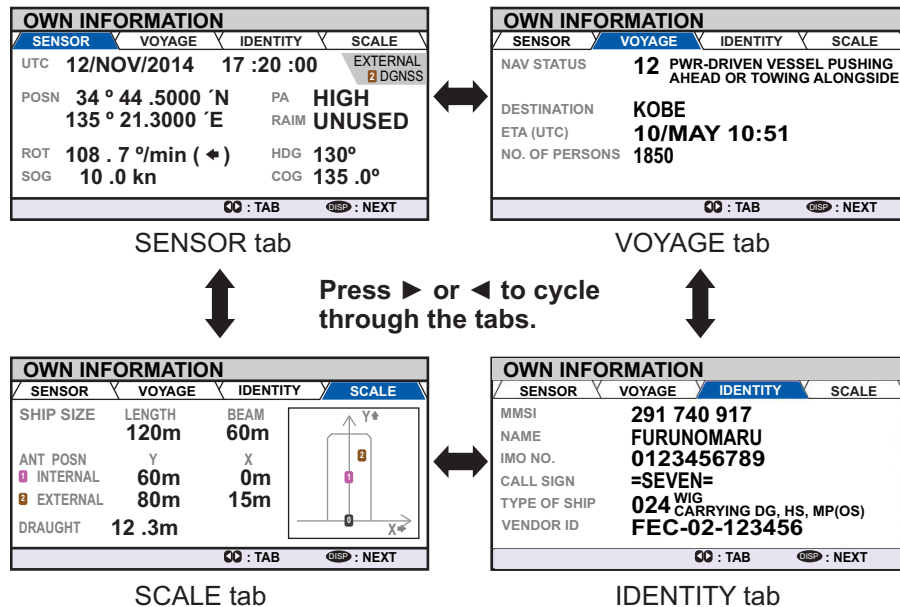 OWN INFORMATION
SENSOR VOYAGE IDENTITY SCALE
UTC 12/NOV/2014 17 :20 :00 EXTERNAL
2 DGNSS
POSN 34 º 44 .5000 ´N PA HIGH
135 º 21.3000 ´E RAIM UNUSED
ROT 108 . 7 º/min ( ← ) HDG 130º
SOG 10 .0 kn COG 135 .0º
: TAB DISP : NEXT
SENSOR tab
OWN INFORMATION
SENSOR VOYAGE IDENTITY SCALE
NAV STATUS 12 PWR-DRIVEN VESSEL PUSHING
AHEAD OR TOWING ALONGSIDE
DESTINATION KOBE
ETA (UTC) 10/MAY 10:51
NO. OF PERSONS 1850
: TAB DISP : NEXT
VOYAGE tab
Press ► or ◄ to cycle
through the tabs.
OWN INFORMATION
SENSOR VOYAGE IDENTITY SCALE
SHIP SIZE LENGTH BEAM
120m 60m
ANT POSN Y X
1 INTERNAL 60m 0m
2 EXTERNAL 80m 15m
DRAUGHT 12 .3m
Y
2
1
0
X
: TAB DISP : NEXT
SCALE tab
OWN INFORMATION
SENSOR VOYAGE IDENTITY SCALE
MMSI 291 740 917
NAME FURUNOMARU
IMO NO. 0123456789
CALL SIGN =SEVEN=
TYPE OF SHIP 024 WIG
CARRYING DG, HS, MP(OS)
VENDOR ID FEC-02-123456
: TAB DISP : NEXT
IDENTITY tab